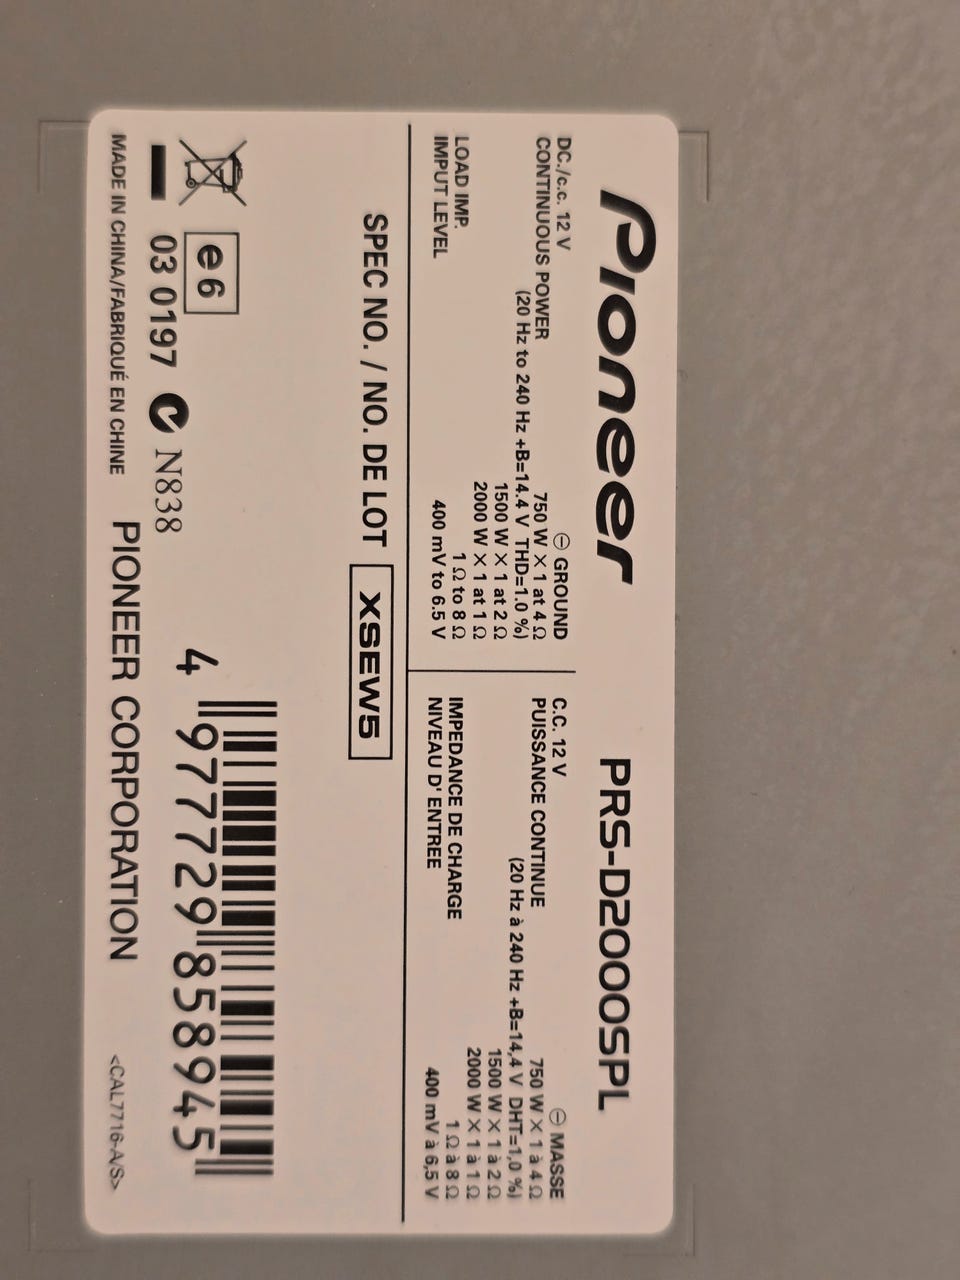 Pioneer PRS-D2000SPL
DC./c.c. 12 V ⊖ GROUND
CONTINUOUS POWER 750 W X 1 at 4 Ω
(20 Hz to 240 Hz +B=14.4 V THD=1.0 %)
1500 W X 1 at 2 Ω
2000 W X 1 at 1 Ω
LOAD IMP. 1 Ω to 8 Ω
IMPUT LEVEL 400 mV to 6.5 V
C.C. 12 V ⊖ MASSE
PUISSANCE CONTINUE 750 W X 1 à 4 Ω
(20 Hz à 240 Hz +B=14,4 V DHT=1,0 %)
1500 W X 1 à 2 Ω
2000 W X 1 à 1 Ω
IMPEDANCE DE CHARGE 1 Ω à 8 Ω
NIVEAU D' ENTREE 400 mV à 6,5 V
SPEC NO. / NO. DE LOT XSEW5
e6
03 0197 N838
4 977729 858945
MADE IN CHINA/FABRIQUÉ EN CHINE PIONEER CORPORATION <CAL7716-A/S>